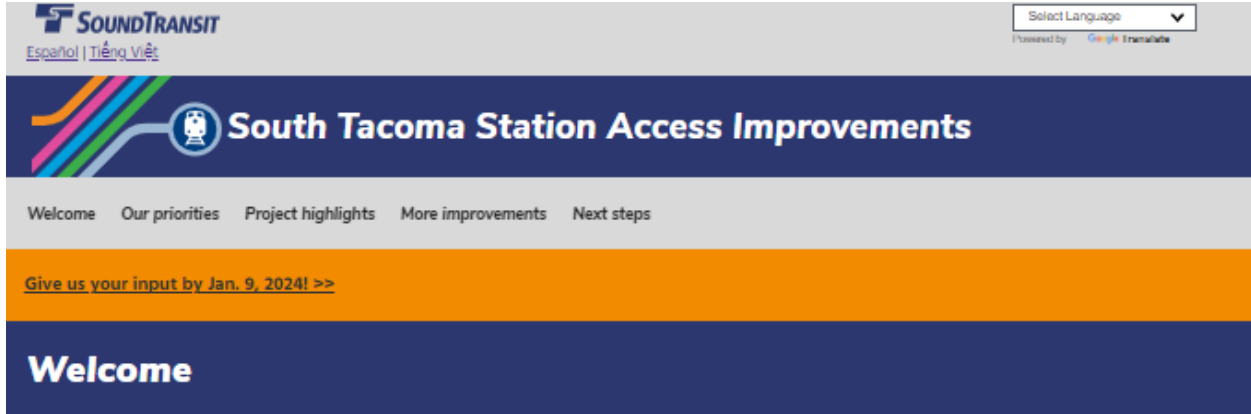 SOUNDTRANSIT
Español | Tiếng Việt
Select Language
Powered by Google Translate
South Tacoma Station Access Improvements
Welcome Our priorities Project highlights More improvements Next steps
Give us your input by Jan. 9, 2024! >>
Welcome